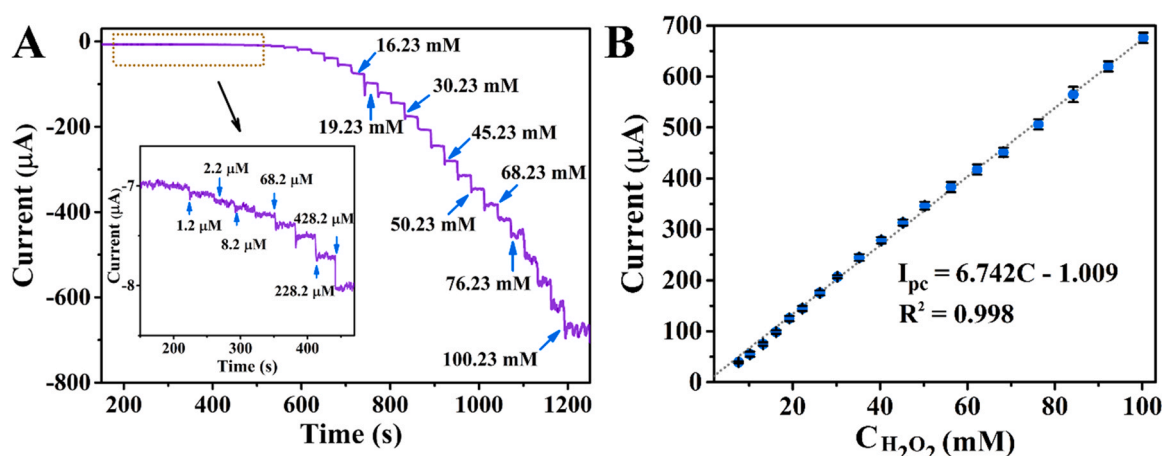 A
0
-200
-400
-600
-800
200
400
600
800
1000
1200
Current (μA)
Time (s)
16.23 mM
19.23 mM
30.23 mM
45.23 mM
50.23 mM
68.23 mM
76.23 mM
100.23 mM
-7
-8
Current (μA)
200
300
400
Time (s)
2.2 μM
68.2 μM
1.2 μM
8.2 μM
428.2 μM
228.2 μM
B
700
600
500
400
300
200
100
0
20
40
60
80
100
Current (μA)
C H₂O₂ (mM)
Ipc = 6.742C - 1.009
R² = 0.998